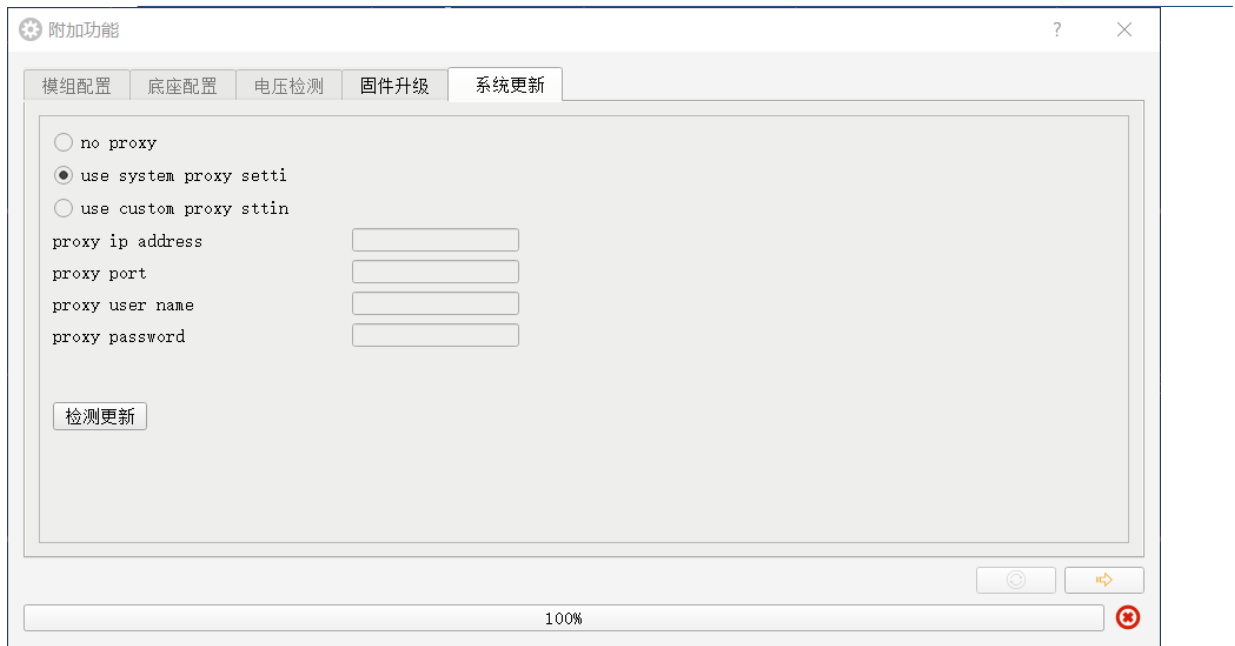 附加功能
?
模组配置 底座配置 电压检测 固件升级 系统更新
no proxy
use system proxy setti
use custom proxy sttin
proxy ip address
proxy port
proxy user name
proxy password
检测更新
100%